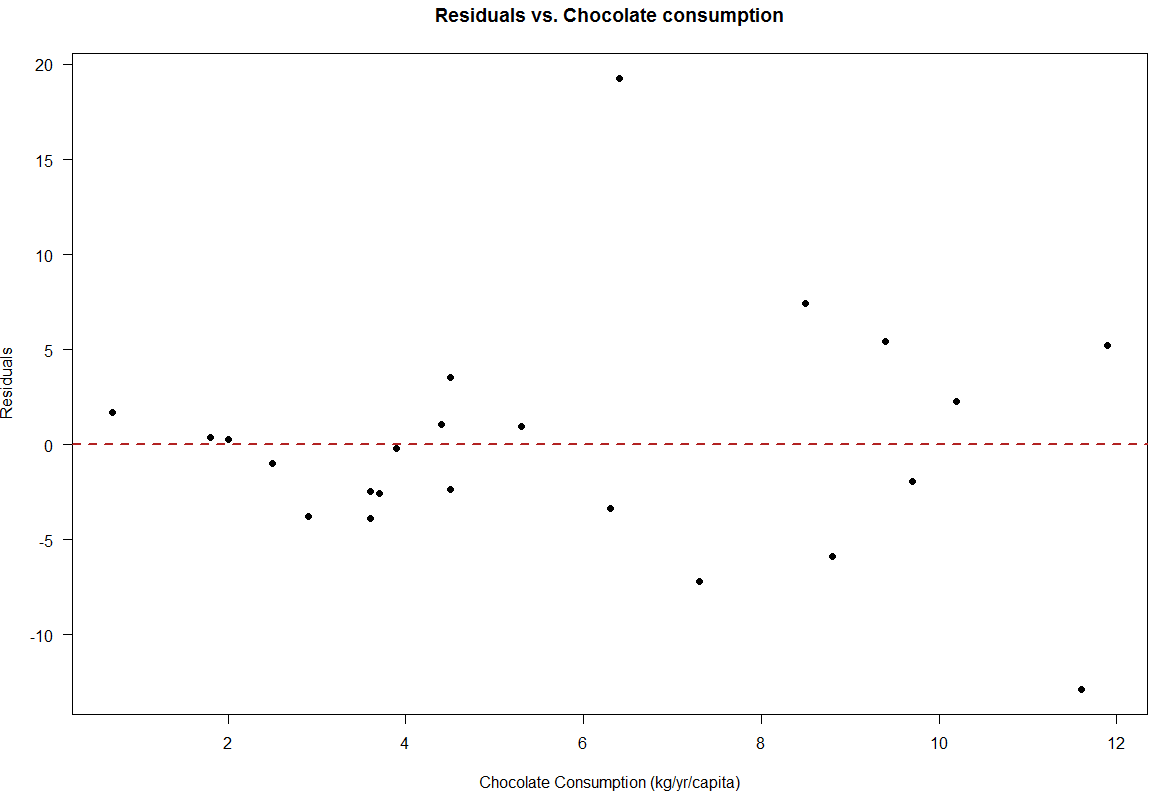 Residuals vs. Chocolate consumption
20
15
10
5
0
-5
-10
Residuals
2 4 6 8 10 12
Chocolate Consumption (kg/yr/capita)